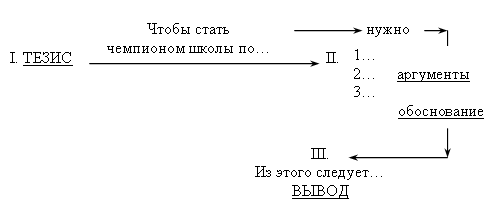 Чтобы стать
нужно
чемпионом школы по…
I. ТЕЗИС
II.
1…
2…
аргументы
3…
обоснование
III.
Из этого следует…
ВЫВОД